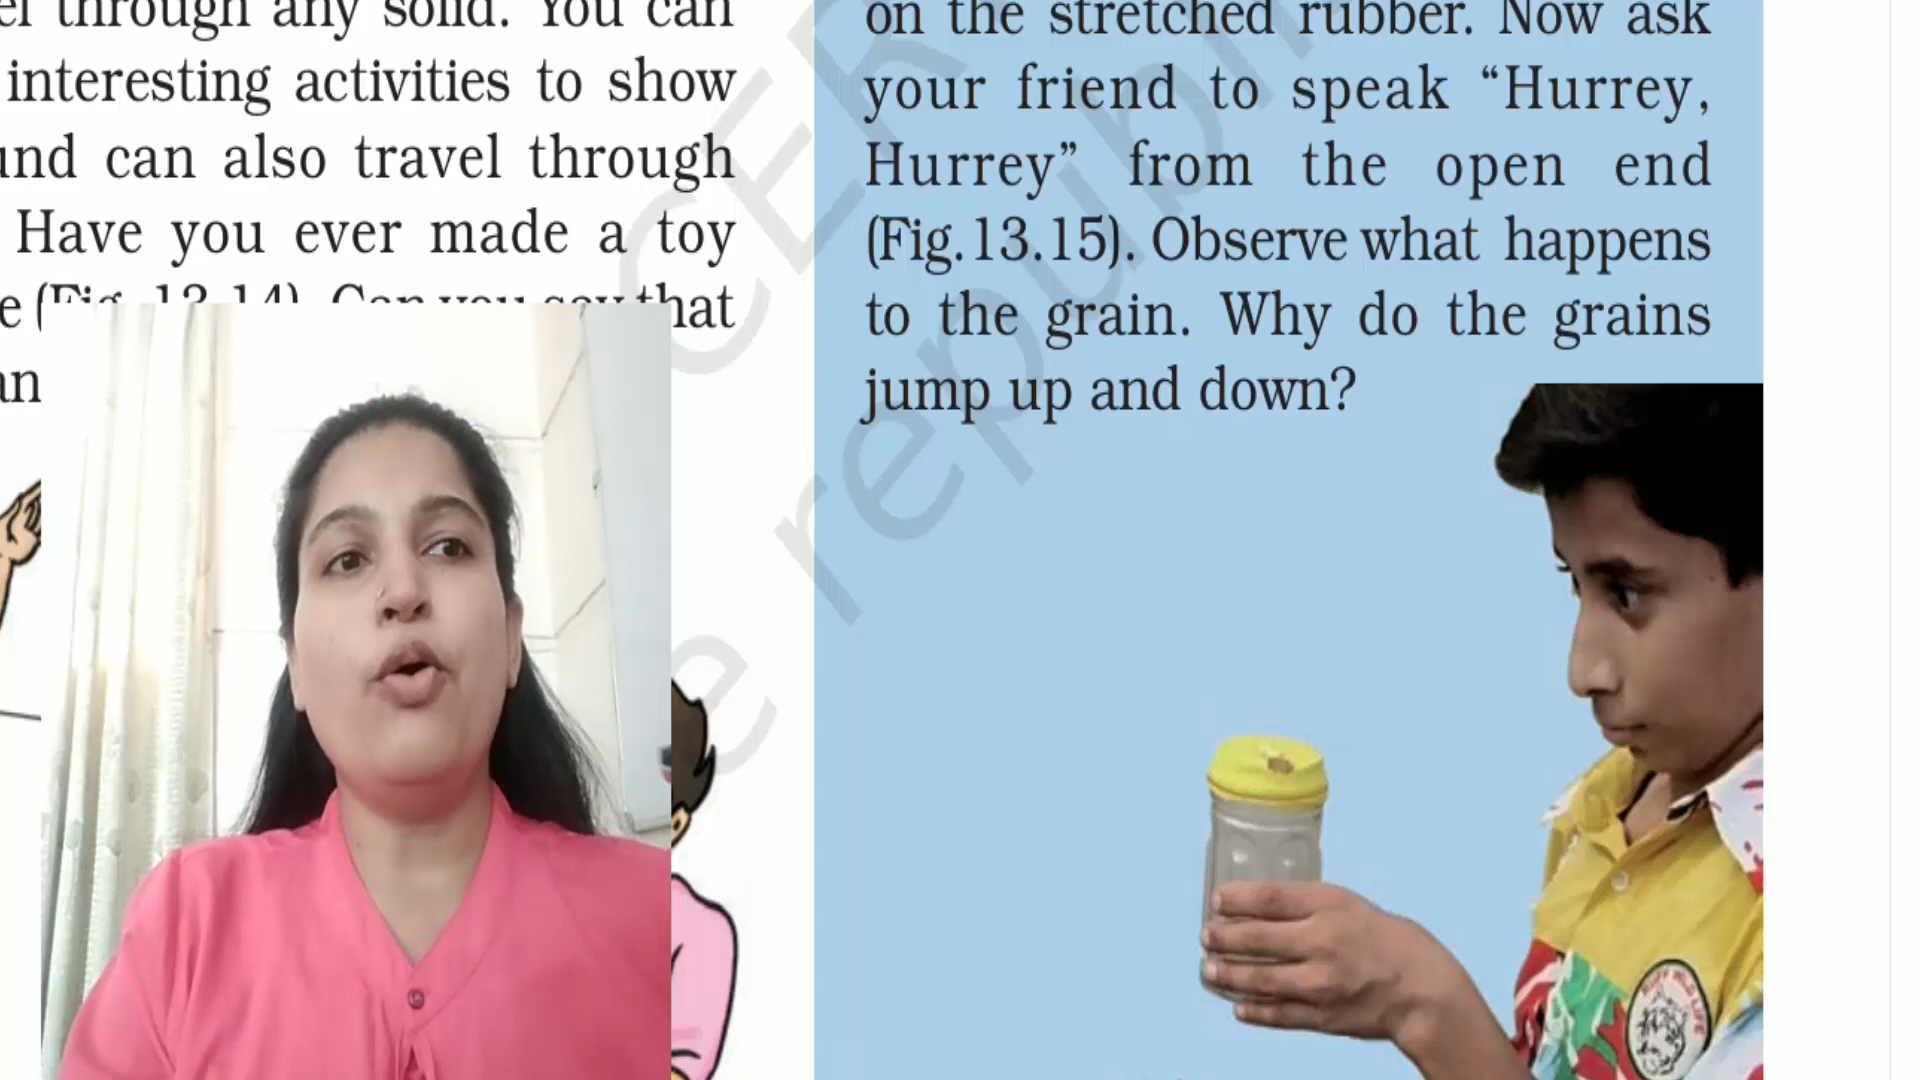 through any solid. You can
interesting activities to show
can also travel through
Have you ever made a toy
that
on the stretched rubber. Now ask
your friend to speak “Hurrey,
Hurrey” from the open end
(Fig.13.15). Observe what happens
to the grain. Why do the grains
jump up and down?
republi